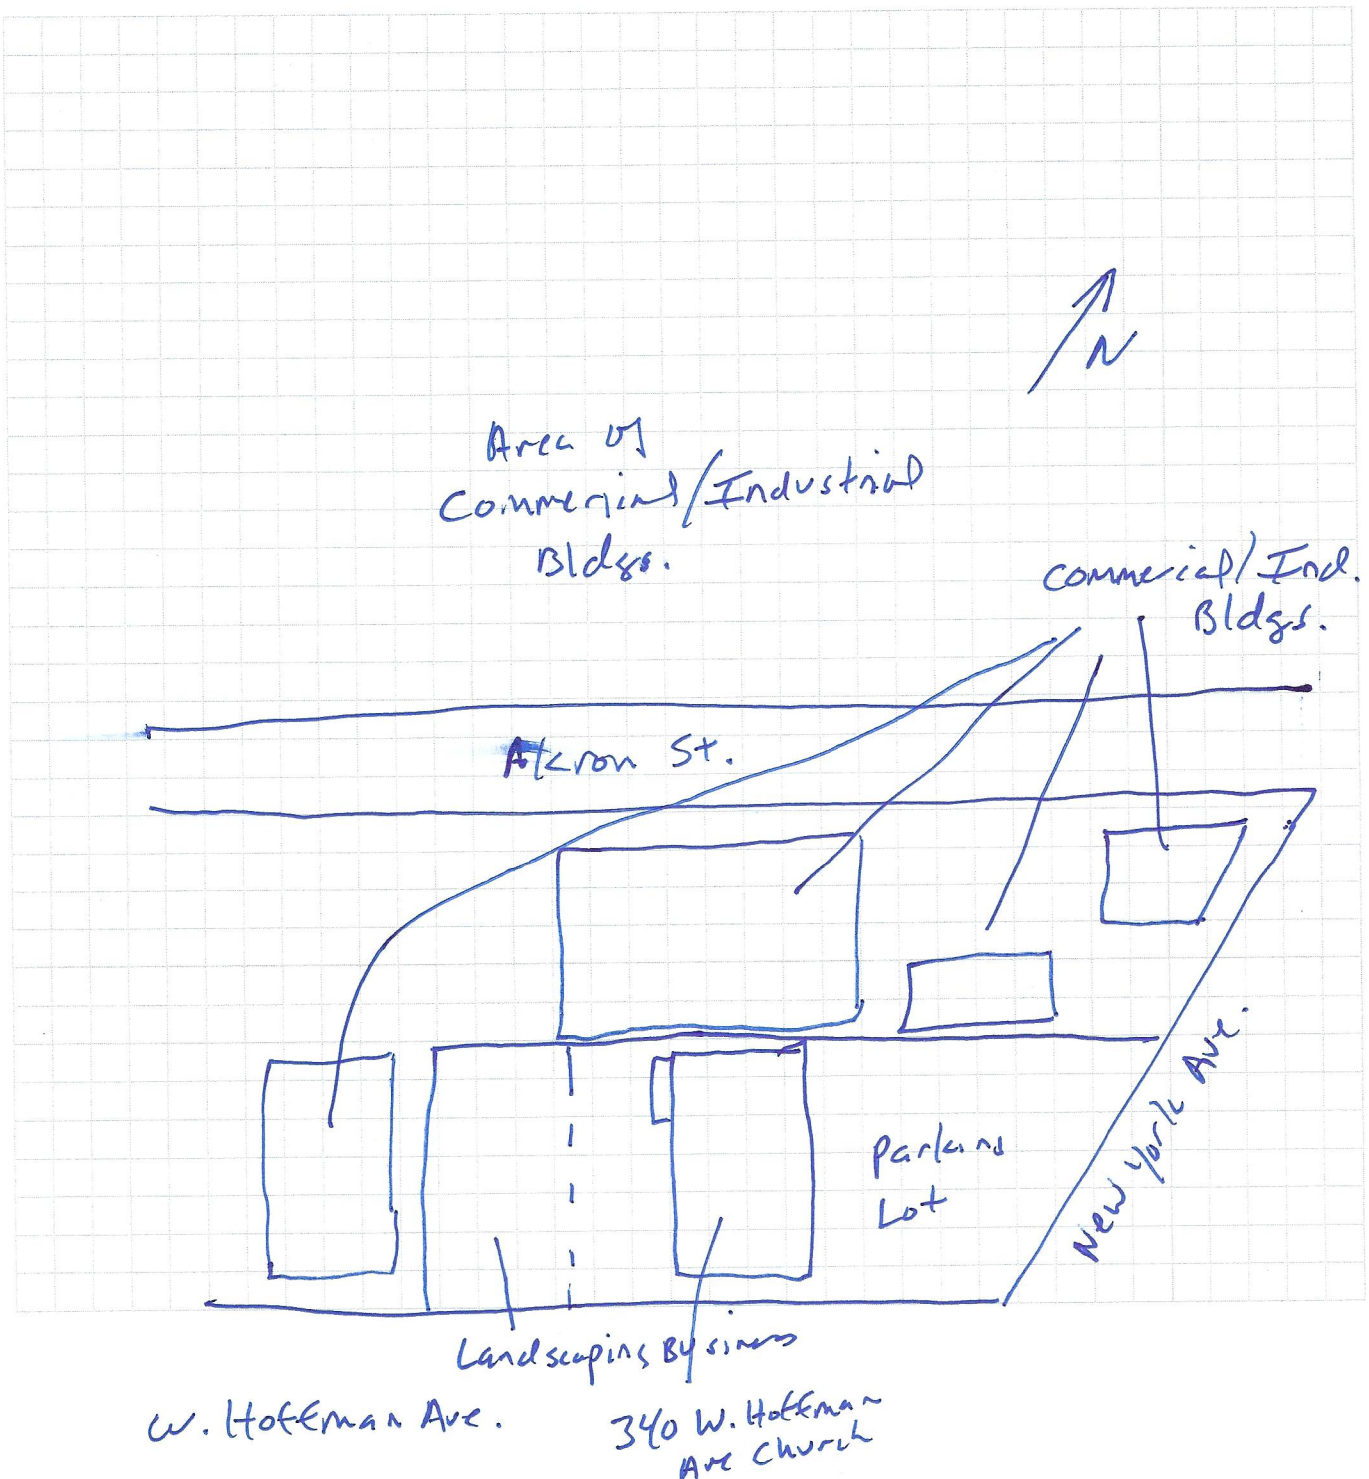 N
Area of
Commercial/Industrial
Bldgs.
Commercial/Ind.
Bldgs.
Akron St.
New York Ave.
Parking
Lot
Landscaping Business
W. Hoffman Ave.
340 W. Hoffman
Ave Church